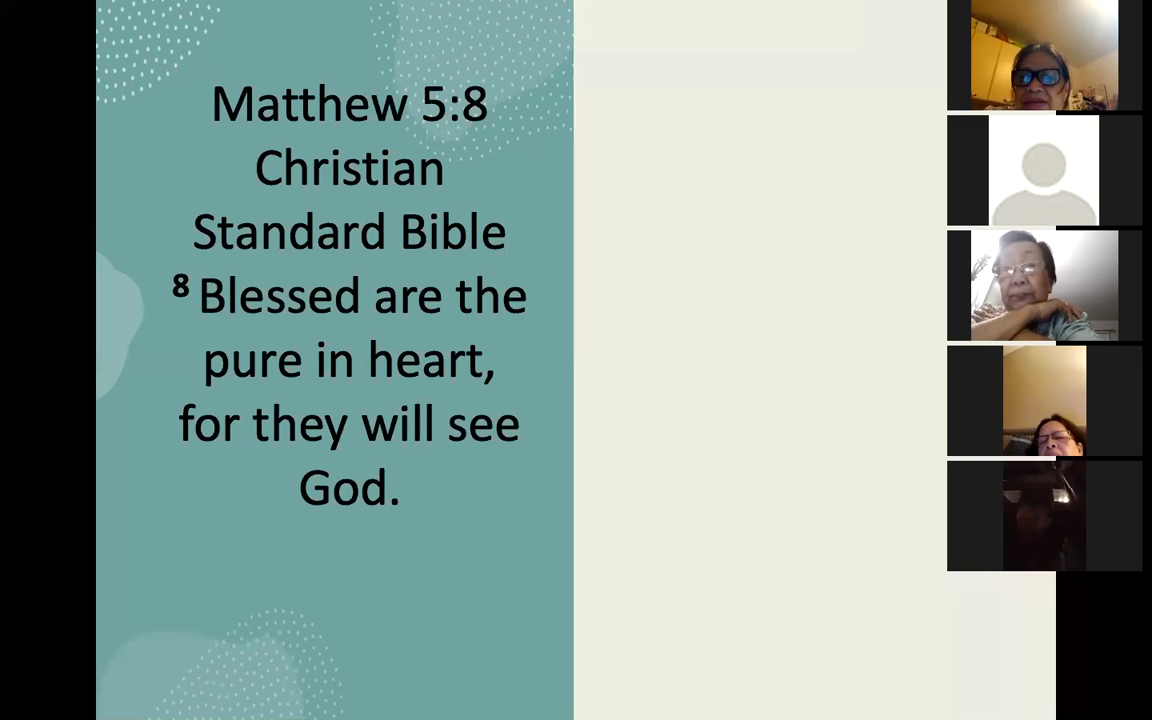 Matthew 5:8
Christian
Standard Bible
⁸ Blessed are the
pure in heart,
for they will see
God.